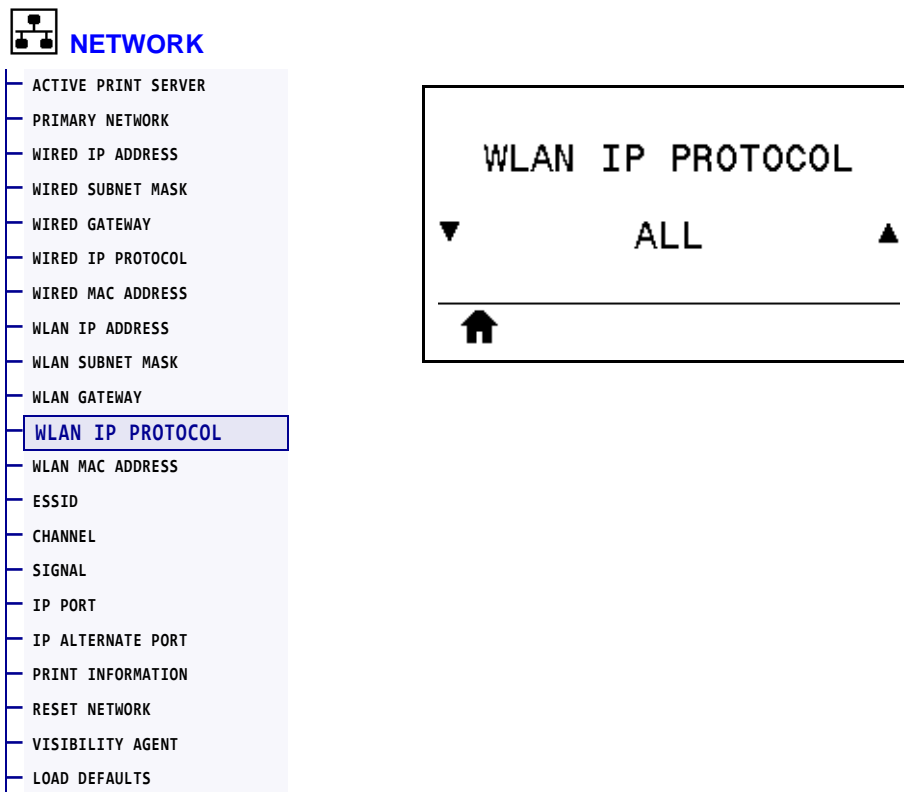 NETWORK
ACTIVE PRINT SERVER
PRIMARY NETWORK
WIRED IP ADDRESS
WIRED SUBNET MASK
WIRED GATEWAY
WIRED IP PROTOCOL
WIRED MAC ADDRESS
WLAN IP ADDRESS
WLAN SUBNET MASK
WLAN GATEWAY
WLAN IP PROTOCOL
WLAN MAC ADDRESS
ESSID
CHANNEL
SIGNAL
IP PORT
IP ALTERNATE PORT
PRINT INFORMATION
RESET NETWORK
VISIBILITY AGENT
LOAD DEFAULTS
WLAN IP PROTOCOL
ALL